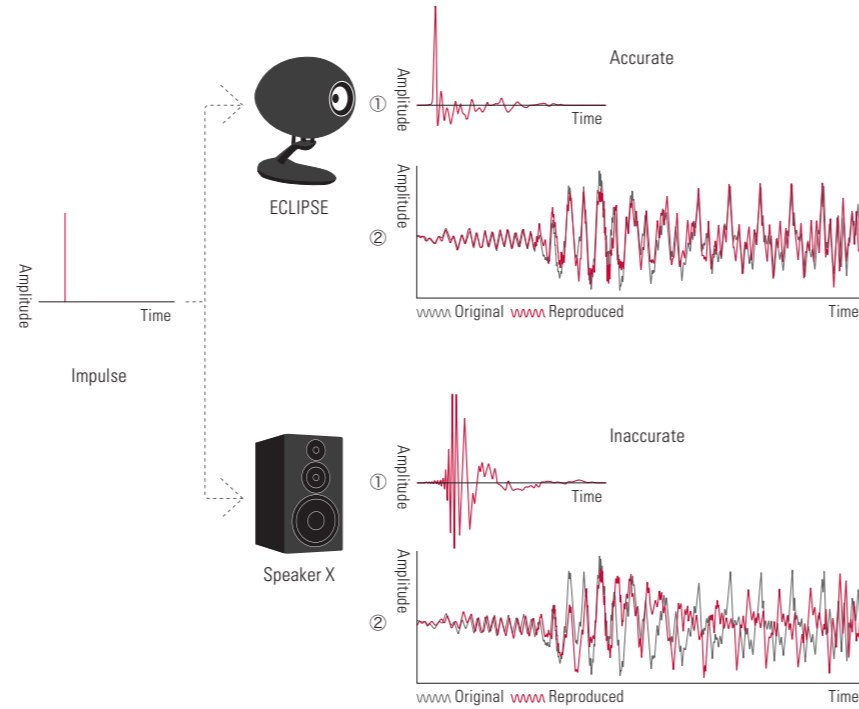 Amplitude
Time
Impulse
ECLIPSE
①
Amplitude
Accurate
Time
②
Amplitude
Original Reproduced Time
Speaker X
①
Amplitude
Inaccurate
Time
②
Amplitude
Original Reproduced Time